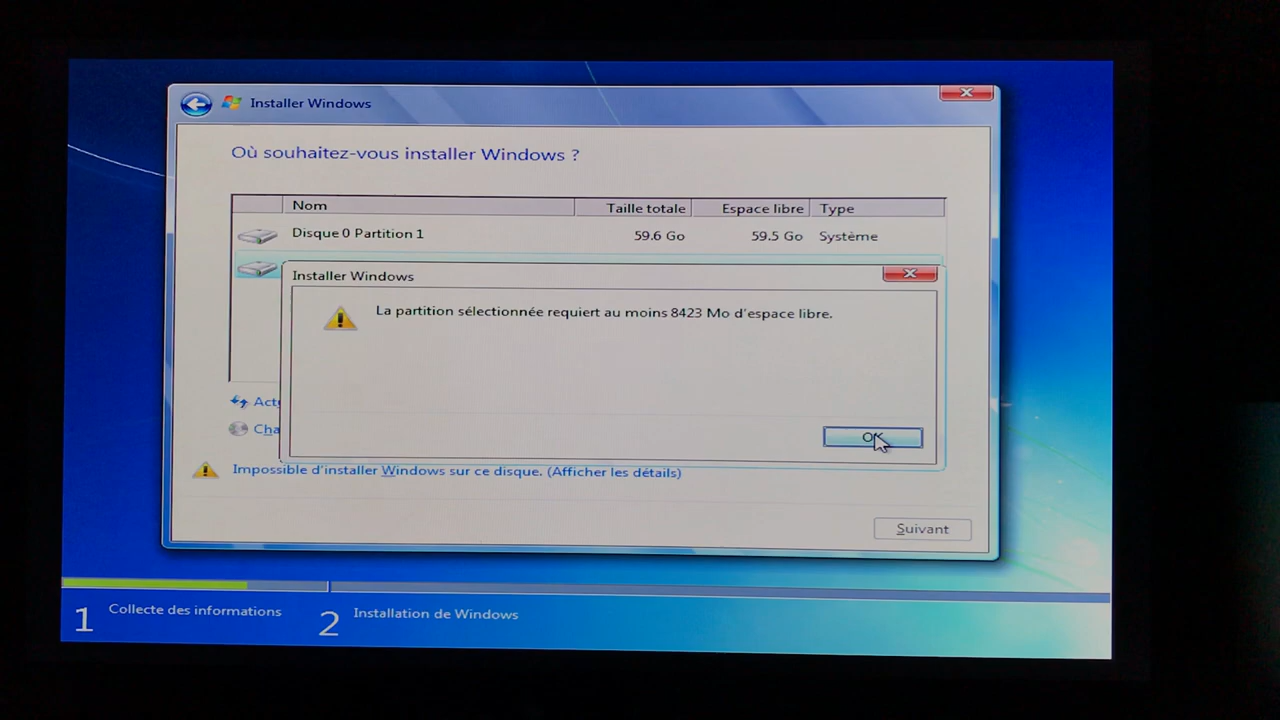 Installer Windows
Où souhaitez-vous installer Windows ?
Nom Taille totale Espace libre Type
Disque 0 Partition 1 59.6 Go 59.5 Go Système
Installer Windows
La partition sélectionnée requiert au moins 8423 Mo d'espace libre.
OK
Impossible d'installer Windows sur ce disque. (Afficher les détails)
Suivant
1 Collecte des informations 2 Installation de Windows